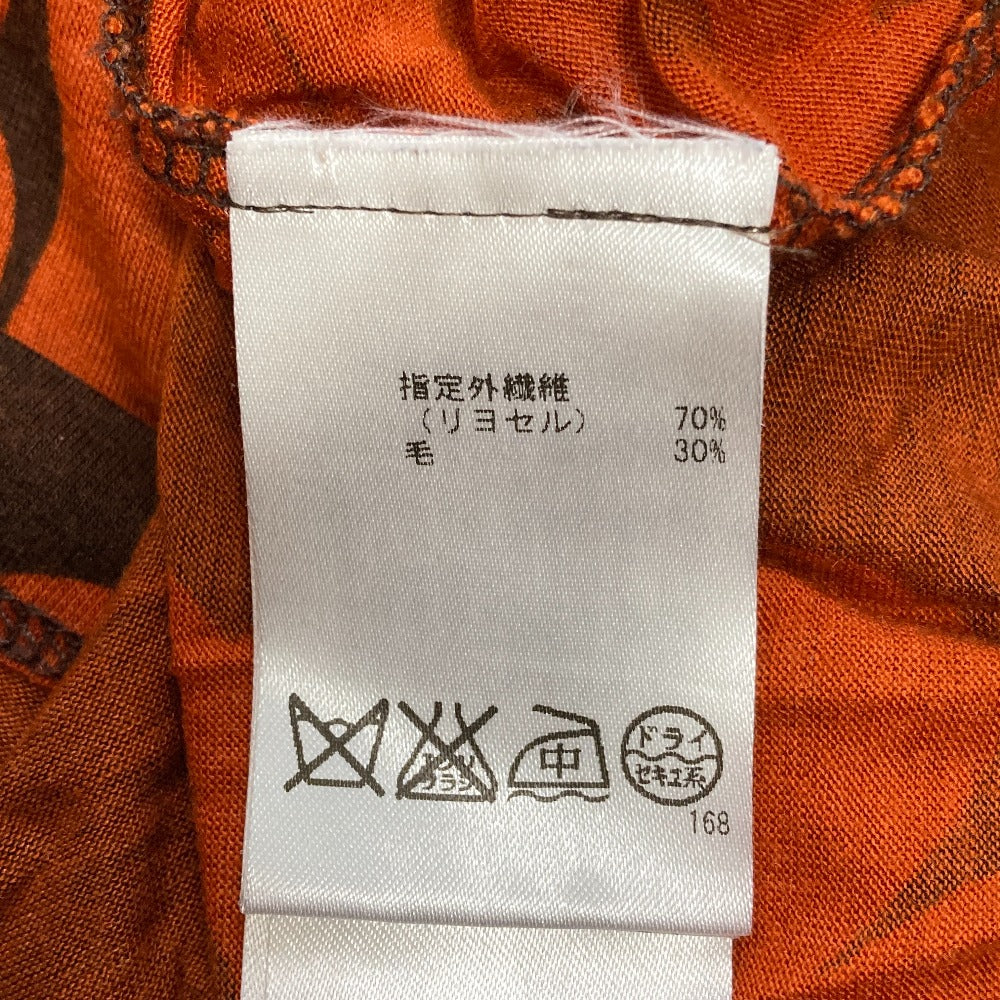 指定外繊維
（リヨセル） 70%
毛 30%
中
ドライ
セキユ系
168